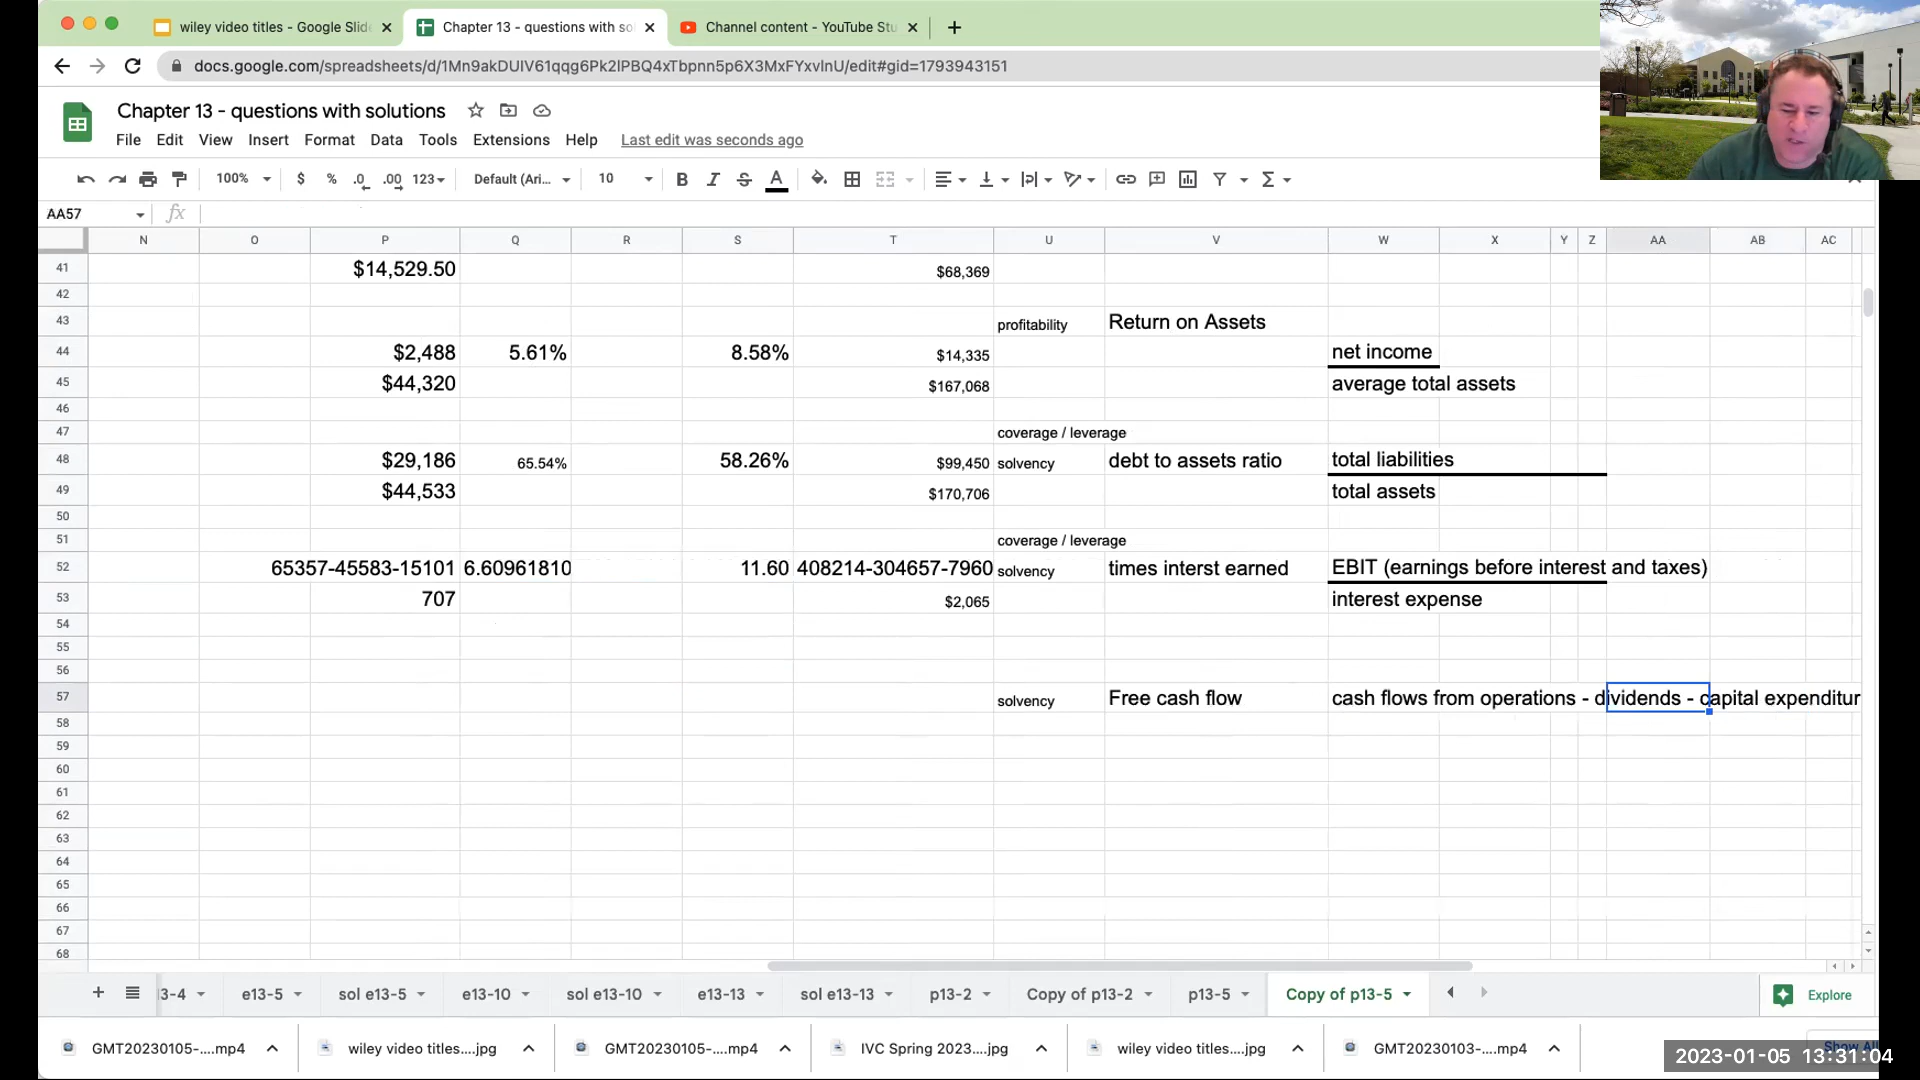 wiley video titles - Google Slide
Chapter 13 - questions with so
Channel content - YouTube Stu
docs.google.com/spreadsheets/d/1Mn9akDUIV61qqg6Pk2IPBQ4xTbpnn5p6X3MxFYxvInU/edit#gid=1793943151
Chapter 13 - questions with solutions
File Edit View Insert Format Data Tools Extensions Help Last edit was seconds ago
100% $ % .0 .00 123 Default (Ari... 10 B I S A
AA57 fx
N O P Q R S T U V W X Y Z AA AB AC
41 $14,529.50 $68,369
42
43 profitability Return on Assets
44 $2,488 5.61% 8.58% $14,335 net income
45 $44,320 $167,068 average total assets
46
47 coverage / leverage
48 $29,186 65.54% 58.26% $99,450 solvency debt to assets ratio total liabilities
49 $44,533 $170,706 total assets
50
51 coverage / leverage
52 65357-45583-15101 6.60961810 11.60 408214-304657-7960 solvency times interst earned EBIT (earnings before interest and taxes)
53 707 $2,065 interest expense
54
55
56
57 solvency Free cash flow cash flows from operations - dividends - capital expenditur
58
59
60
61
62
63
64
65
66
67
68
+ 3-4 e13-5 sol e13-5 e13-10 sol e13-10 e13-13 sol e13-13 p13-2 Copy of p13-2 p13-5 Copy of p13-5 Explore
GMT20230105-....mp4 wiley video titles....jpg GMT20230105-....mp4 IVC Spring 2023....jpg wiley video titles....jpg GMT20230103-....mp4 Show All
2023-01-05 13:31:04